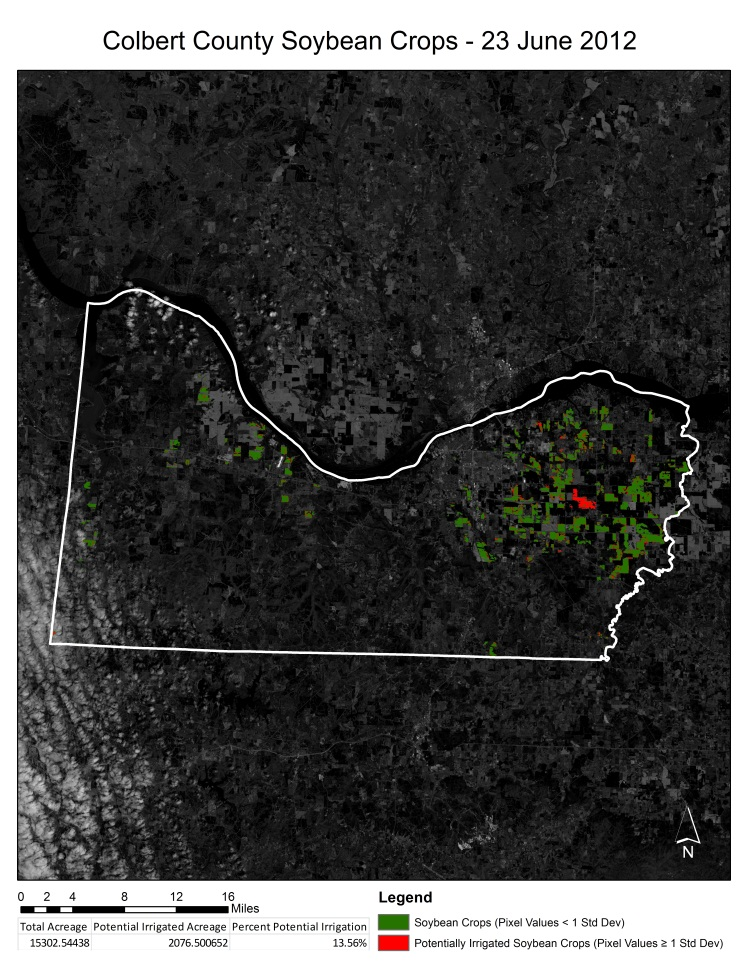 Colbert County Soybean Crops - 23 June 2012
N
0 2 4 8 12 16
Miles
Total Acreage Potential Irrigated Acreage Percent Potential Irrigation
15302.54438 2076.500652 13.56%
Legend
Soybean Crops (Pixel Values < 1 Std Dev)
Potentially Irrigated Soybean Crops (Pixel Values ≥ 1 Std Dev)